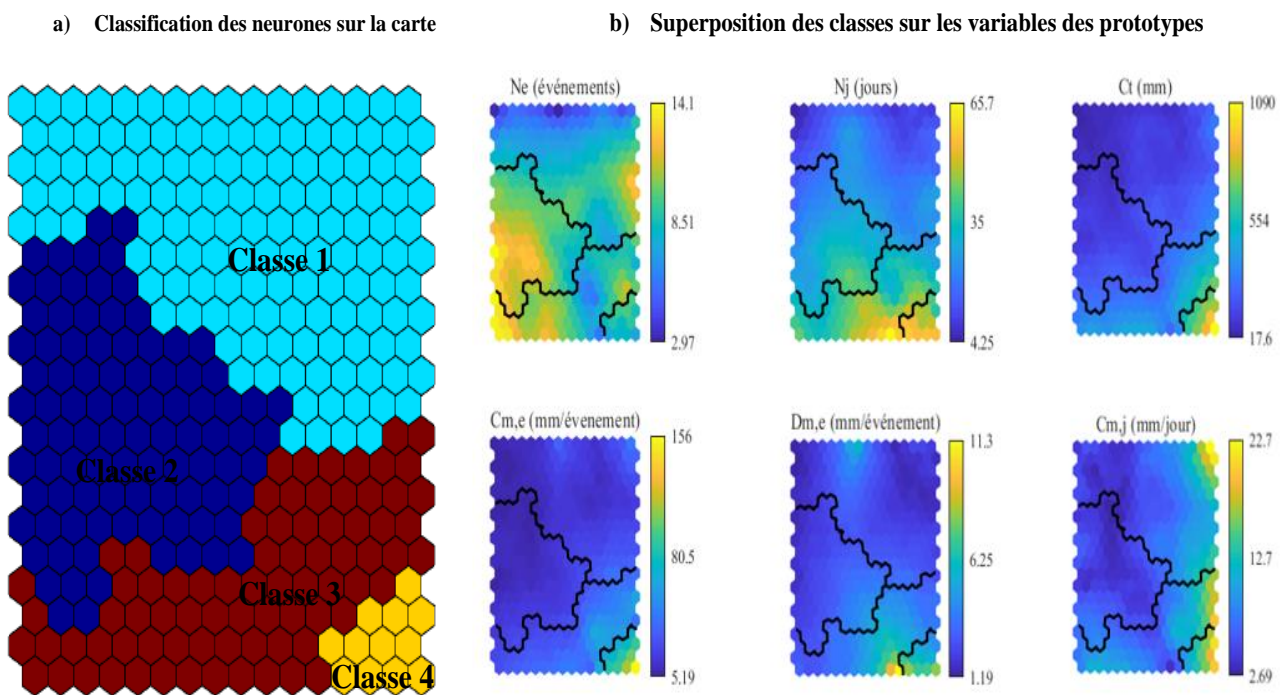 a) Classification des neurones sur la carte
b) Superposition des classes sur les variables des prototypes
Classe 1
Classe 2
Classe 3
Classe 4
Ne (événements)
14.1
8.51
2.97
Nj (jours)
65.7
35
4.25
Ct (mm)
1090
554
17.6
Cm,e (mm/évenement)
156
80.5
5.19
Dm,e (mm/événement)
11.3
6.25
1.19
Cm,j (mm/jour)
22.7
12.7
2.69